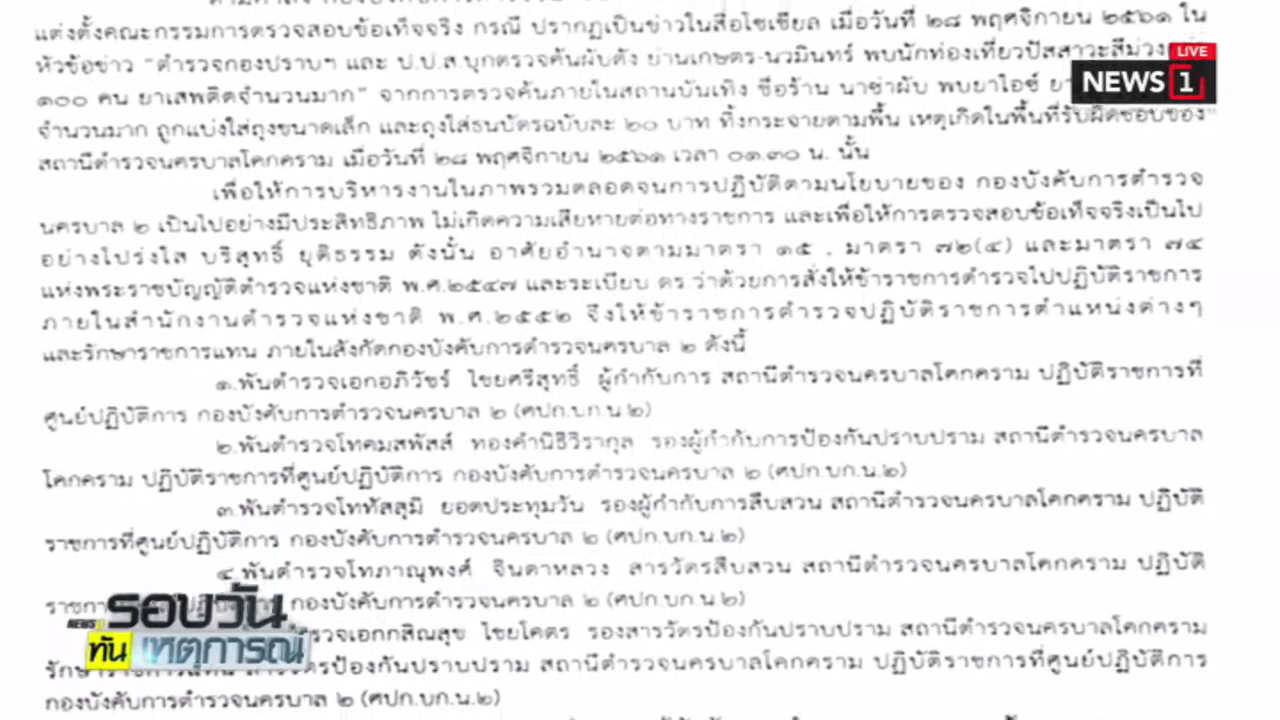 แต่งตั้งคณะกรรมการตรวจสอบข้อเท็จจริง กรณี ปรากฏเป็นข่าวในสื่อโซเชียล เมื่อวันที่ ๒๘ พฤศจิกายน ๒๕๖๑ ใน
หัวข้อข่าว "ตำรวจกองปราบฯ และ ป.ป.ส.บุกตรวจค้นผับดัง ย่านเกษตร-นวมินทร์ พบนักท่องเที่ยวปัสสาวะสีม่วง
LIVE
NEWS 1
๑๐๐ คน ยาเสพติดจำนวนมาก" จากการตรวจค้นภายในสถานบันเทิง ชื่อร้าน นาซ่าผับ พบยาไอซ์
จำนวนมาก ถูกแบ่งใส่ถุงขนาดเล็ก และถุงใส่ธนบัตรฉบับละ ๒๐ บาท ทิ้งกระจายตามพื้น เหตุเกิดในพื้นที่รับผิดชอบของ
สถานีตำรวจนครบาลโคกคราม เมื่อวันที่ ๒๘ พฤศจิกายน ๒๕๖๑ เวลา ๐๑.๓๐ น. นั้น
เพื่อให้การบริหารงานในภาพรวมตลอดจนการปฏิบัติตามนโยบายของ กองบังคับการตำรวจ
นครบาล ๒ เป็นไปอย่างมีประสิทธิภาพ ไม่เกิดความเสียหายต่อทางราชการ และเพื่อให้การตรวจสอบข้อเท็จจริงเป็นไป
อย่างโปร่งใส บริสุทธิ์ ยุติธรรม ดังนั้น อาศัยอำนาจตามมาตรา ๑๕ , มาตรา ๗๒(๔) และมาตรา ๗๔
แห่งพระราชบัญญัติตำรวจแห่งชาติ พ.ศ.๒๕๔๗ และระเบียบ ตร.ว่าด้วยการสั่งให้ข้าราชการตำรวจไปปฏิบัติราชการ
ภายในสำนักงานตำรวจแห่งชาติ พ.ศ.๒๕๕๒ จึงให้ข้าราชการตำรวจปฏิบัติราชการตำแหน่งต่างๆ
และรักษาราชการแทน ภายในสังกัดกองบังคับการตำรวจนครบาล ๒ ดังนี้
๑.พันตำรวจเอกอภิวัชร์ ไชยศรีสุทธิ์ ผู้กำกับการ สถานีตำรวจนครบาลโคกคราม ปฏิบัติราชการที่
ศูนย์ปฏิบัติการ กองบังคับการตำรวจนครบาล ๒ (ศปก.บก.น.๒)
๒.พันตำรวจโทคมสพัสส์ ทองคำนิธิวิรากุล รองผู้กำกับการป้องกันปราบปราม สถานีตำรวจนครบาล
โคกคราม ปฏิบัติราชการที่ศูนย์ปฏิบัติการ กองบังคับการตำรวจนครบาล ๒ (ศปก.บก.น.๒)
๓.พันตำรวจโททัสสุมิ ยอดประทุมวัน รองผู้กำกับการสืบสวน สถานีตำรวจนครบาลโคกคราม ปฏิบัติ
ราชการที่ศูนย์ปฏิบัติการ กองบังคับการตำรวจนครบาล ๒ (ศปก.บก.น.๒)
๔.พันตำรวจโทภาณุพงศ์ จินดาหลวง สารวัตรสืบสวน สถานีตำรวจนครบาลโคกคราม ปฏิบัติ
กองบังคับการตำรวจนครบาล ๒ (ศปก.บก.น.๒)
รอบวัน
NEWS1
ทัน เหตุการณ์
กสิณสุข ไชยโคตร รองสารวัตรป้องกันปราบปราม สถานีตำรวจนครบาลโคกคราม
ป้องกันปราบปราม สถานีตำรวจนครบาลโคกคราม ปฏิบัติราชการที่ศูนย์ปฏิบัติการ
กองบังคับการตำรวจนครบาล ๒ (ศปก.บก.น.๒)